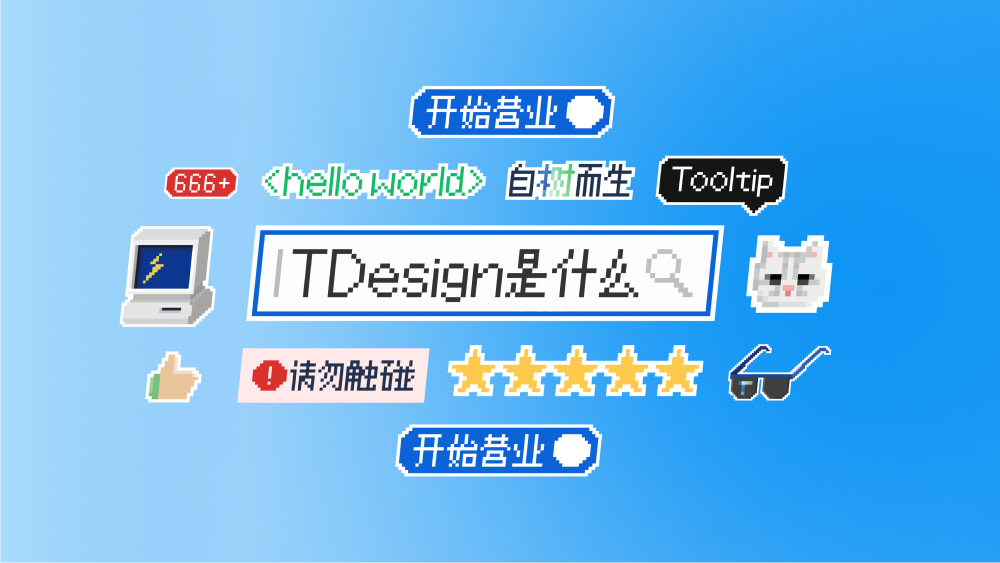 开始营业
666+
<hello world>
自树而生
Tooltip
TDesign是什么
!请勿触碰
开始营业